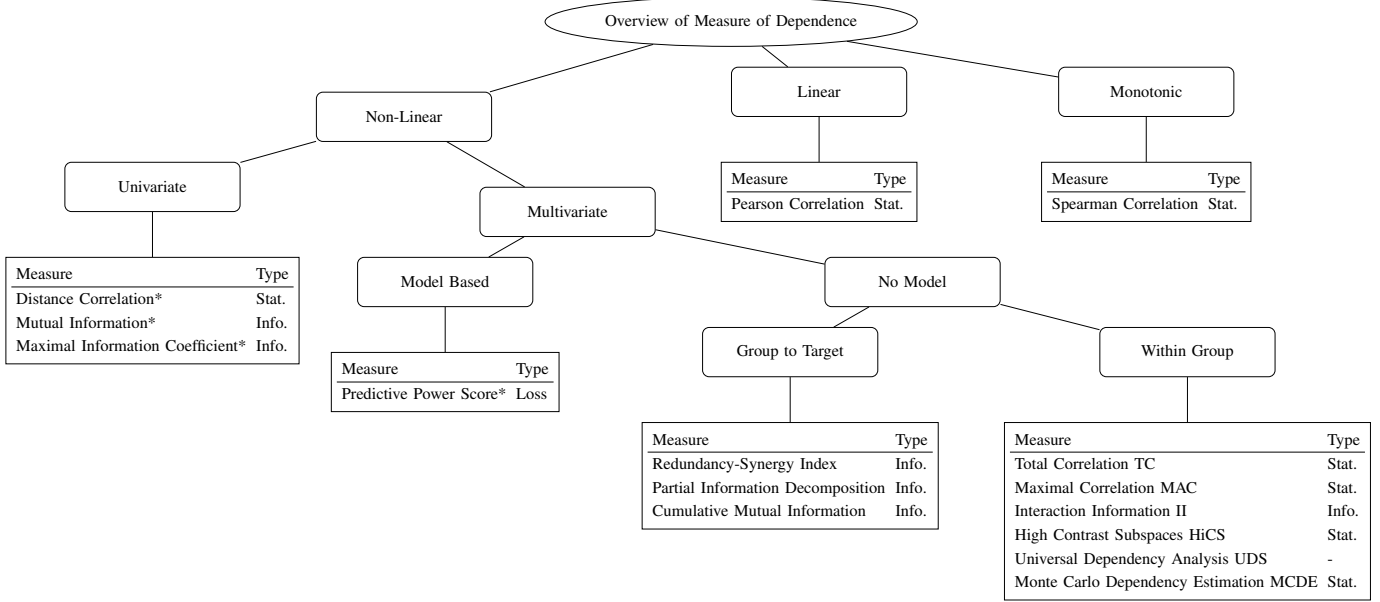 Overview of Measure of Dependence
Non-Linear
Linear
Monotonic
Univariate
Multivariate
Measure Type
Pearson Correlation Stat.
Measure Type
Spearman Correlation Stat.
Measure Type
Distance Correlation* Stat.
Mutual Information* Info.
Maximal Information Coefficient* Info.
Model Based
No Model
Measure Type
Predictive Power Score* Loss
Group to Target
Within Group
Measure Type
Redundancy-Synergy Index Info.
Partial Information Decomposition Info.
Cumulative Mutual Information Info.
Measure Type
Total Correlation TC Stat.
Maximal Correlation MAC Stat.
Interaction Information II Info.
High Contrast Subspaces HiCS Stat.
Universal Dependency Analysis UDS -
Monte Carlo Dependency Estimation MCDE Stat.